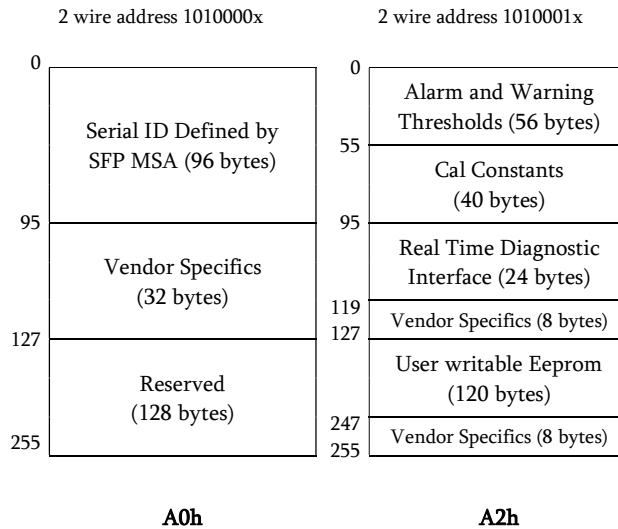 2 wire address 1010000x
0
Serial ID Defined by
SFP MSA (96 bytes)
95
Vendor Specifics
(32 bytes)
127
Reserved
(128 bytes)
255
A0h
2 wire address 1010001x
0
Alarm and Warning
Thresholds (56 bytes)
55
Cal Constants
(40 bytes)
95
Real Time Diagnostic
Interface (24 bytes)
119
Vendor Specifics (8 bytes)
127
User writable Eeprom
(120 bytes)
247
Vendor Specifics (8 bytes)
255
A2h